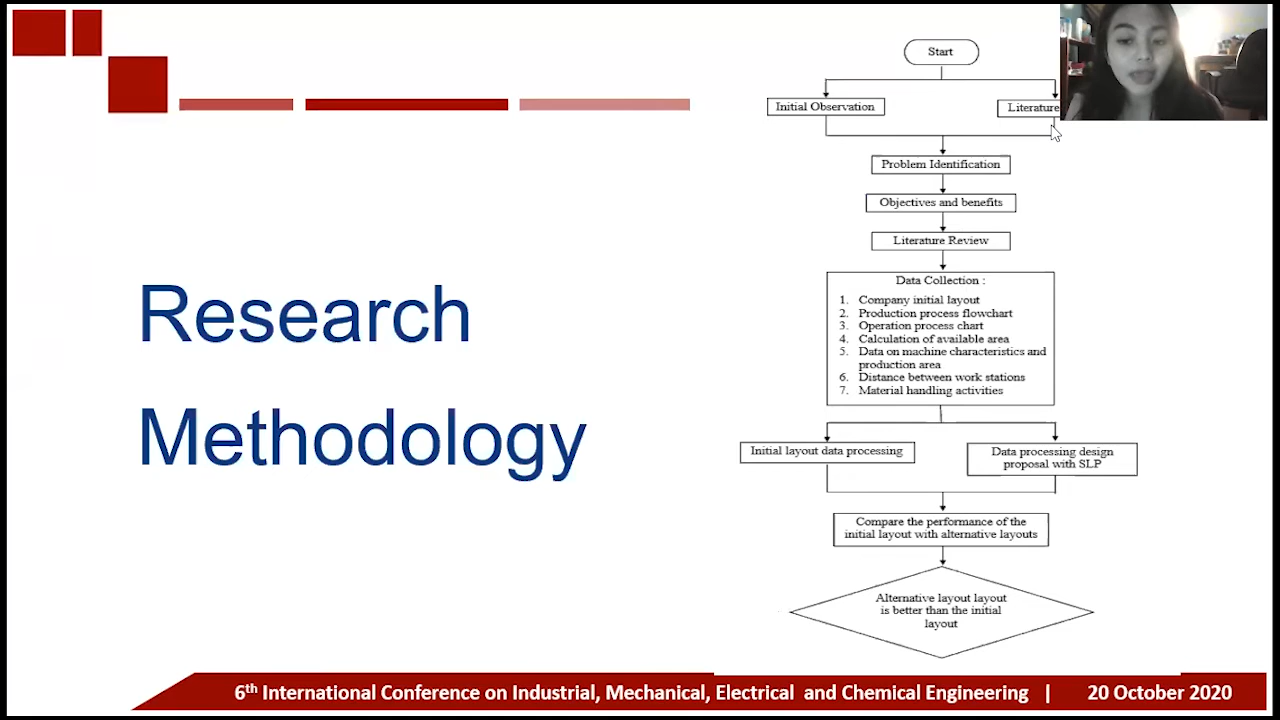 Research
Methodology
Start
Initial Observation
Literature
Problem Identification
Objectives and benefits
Literature Review
Data Collection :
1. Company initial layout
2. Production process flowchart
3. Operation process chart
4. Calculation of available area
5. Data on machine characteristics and
production area
6. Distance between work stations
7. Material handling activities
Initial layout data processing
Data processing design
proposal with SLP
Compare the performance of the
initial layout with alternative layouts
Alternative layout layout
is better than the initial
layout
6th International Conference on Industrial, Mechanical, Electrical and Chemical Engineering | 20 October 2020